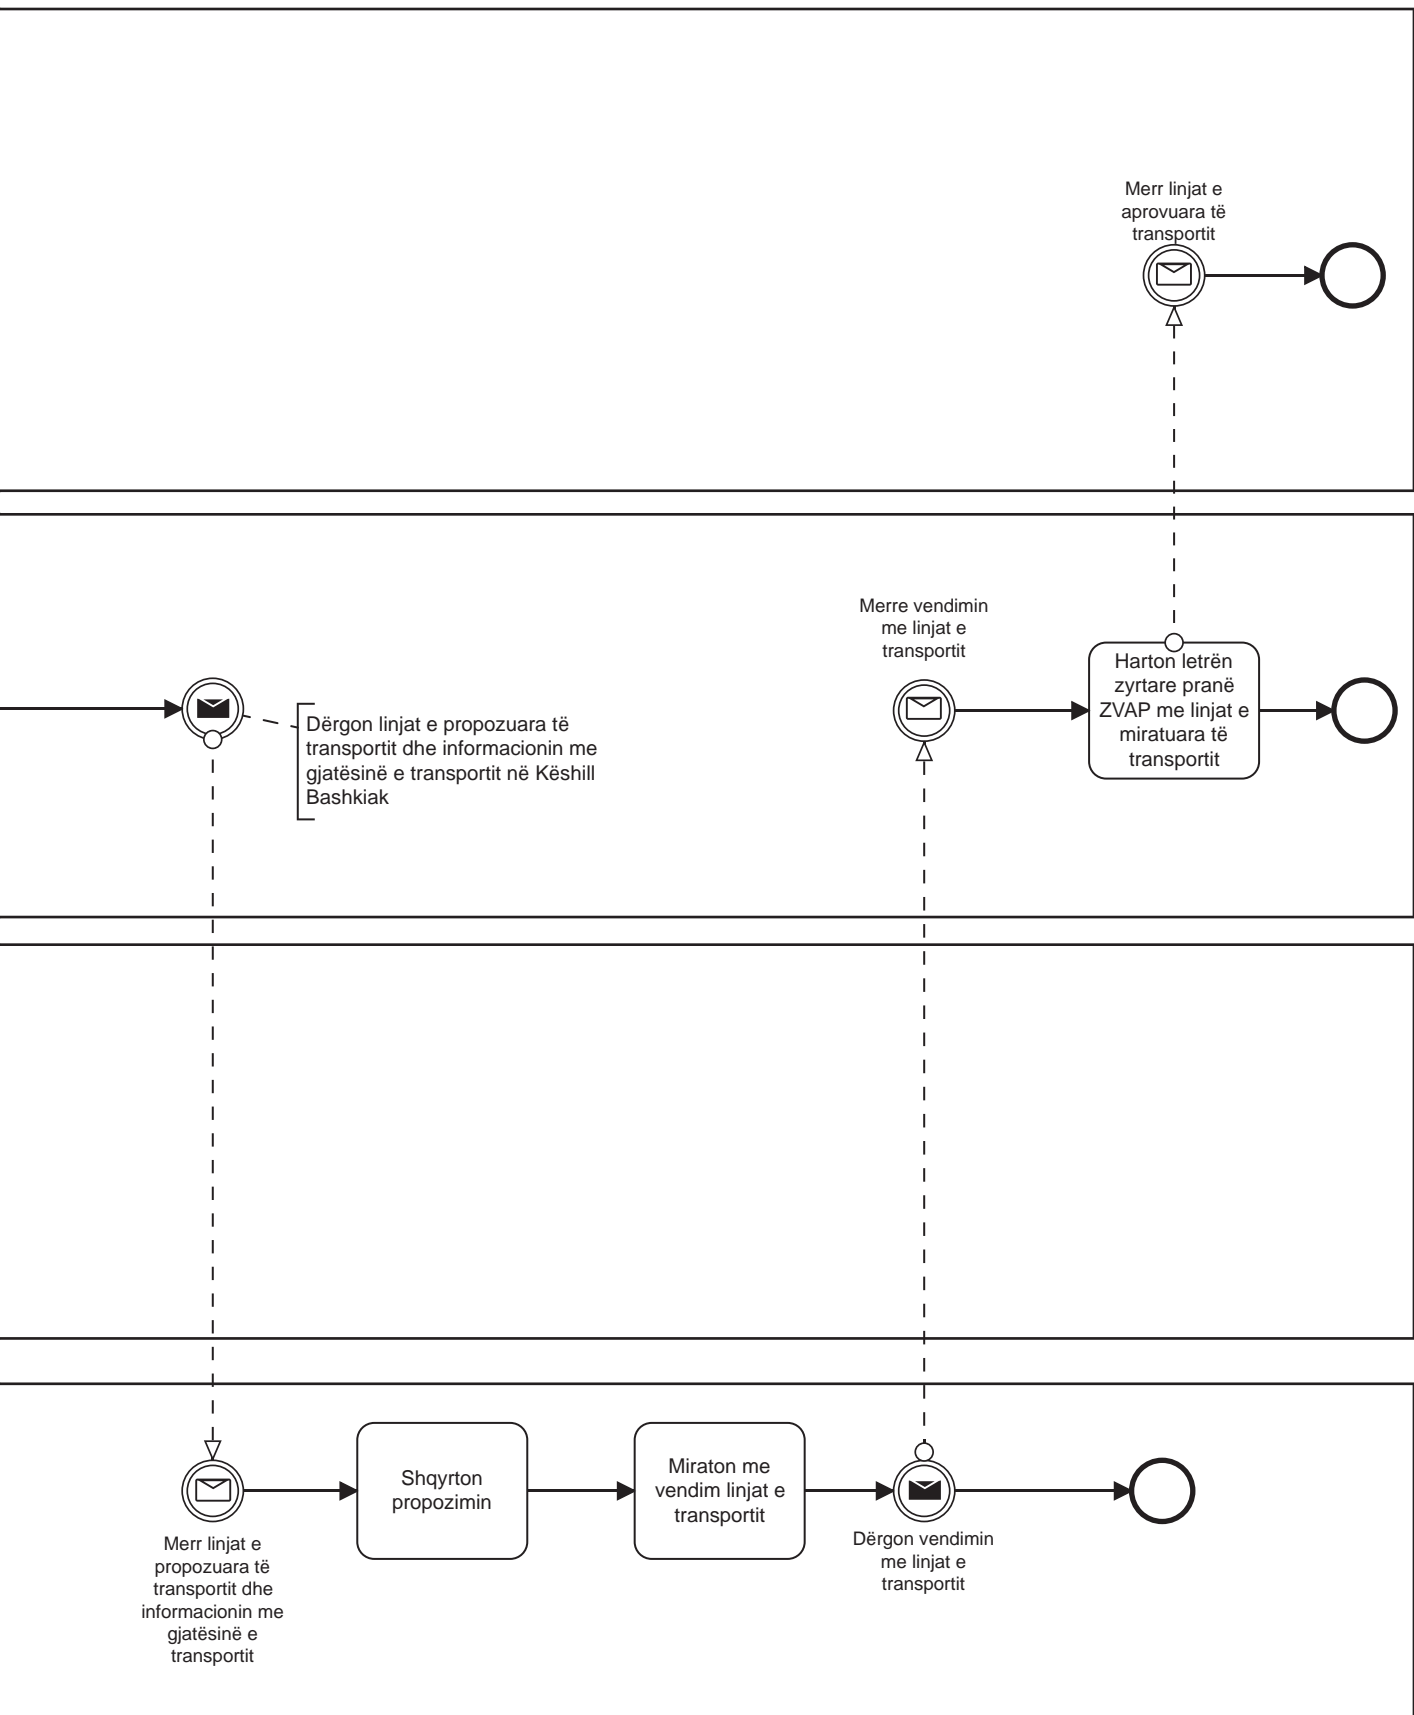 Merr linjat e
aprovuara të
transportit
Merre vendimin
me linjat e
transportit
Harton letrën
zyrtare pranë
ZVAP me linjat e
miratuara të
transportit
Dërgon linjat e propozuara të
transportit dhe informacionin me
gjatësinë e transportit në Këshill
Bashkiak
Shqyrton
propozimin
Miraton me
vendim linjat e
transportit
Merr linjat e
propozuara të
transportit dhe
informacionin me
gjatësinë e
transportit
Dërgon vendimin
me linjat e
transportit